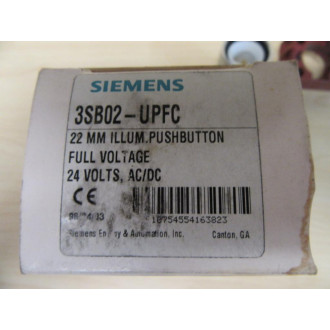 SIEMENS
3SB02-UPFC
22 MM ILLUM.PUSHBUTTON
FULL VOLTAGE
24 VOLTS, AC/DC
CE
10754554163823
Siemens & Automation, Inc. Canton, GA